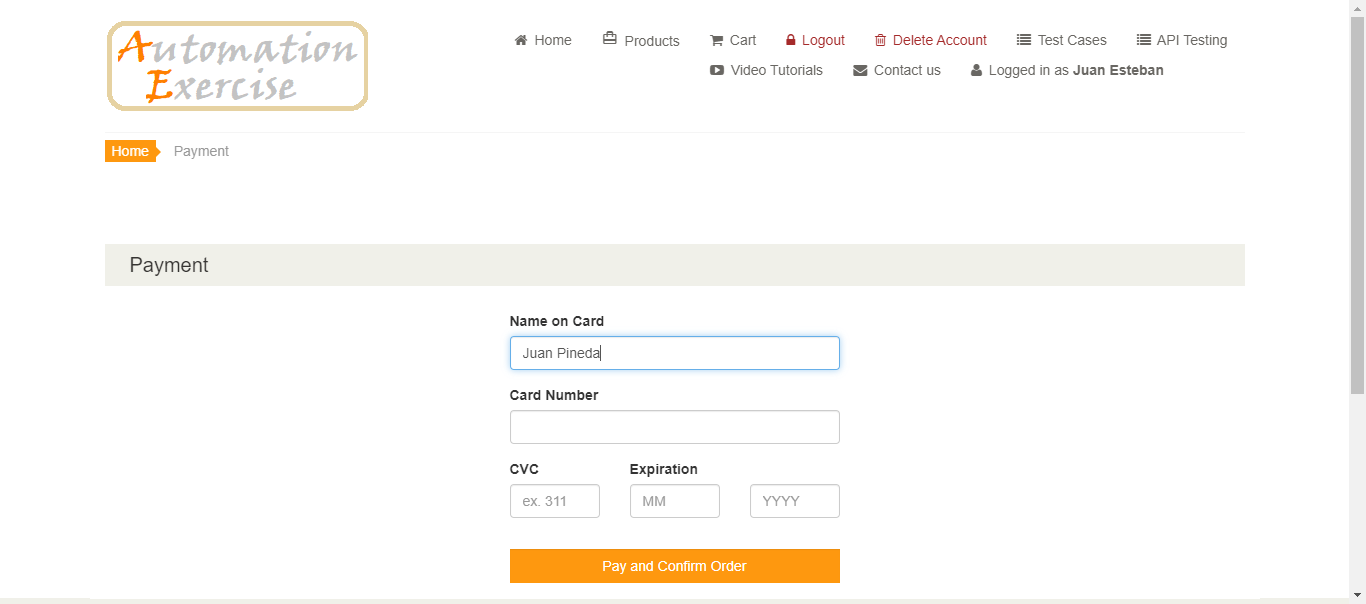 Automation
Exercise
Home Products Cart Logout Delete Account Test Cases API Testing
Video Tutorials Contact us Logged in as Juan Esteban
Home Payment
Payment
Name on Card
Juan Pineda
Card Number
CVC Expiration
ex. 311 MM YYYY
Pay and Confirm Order